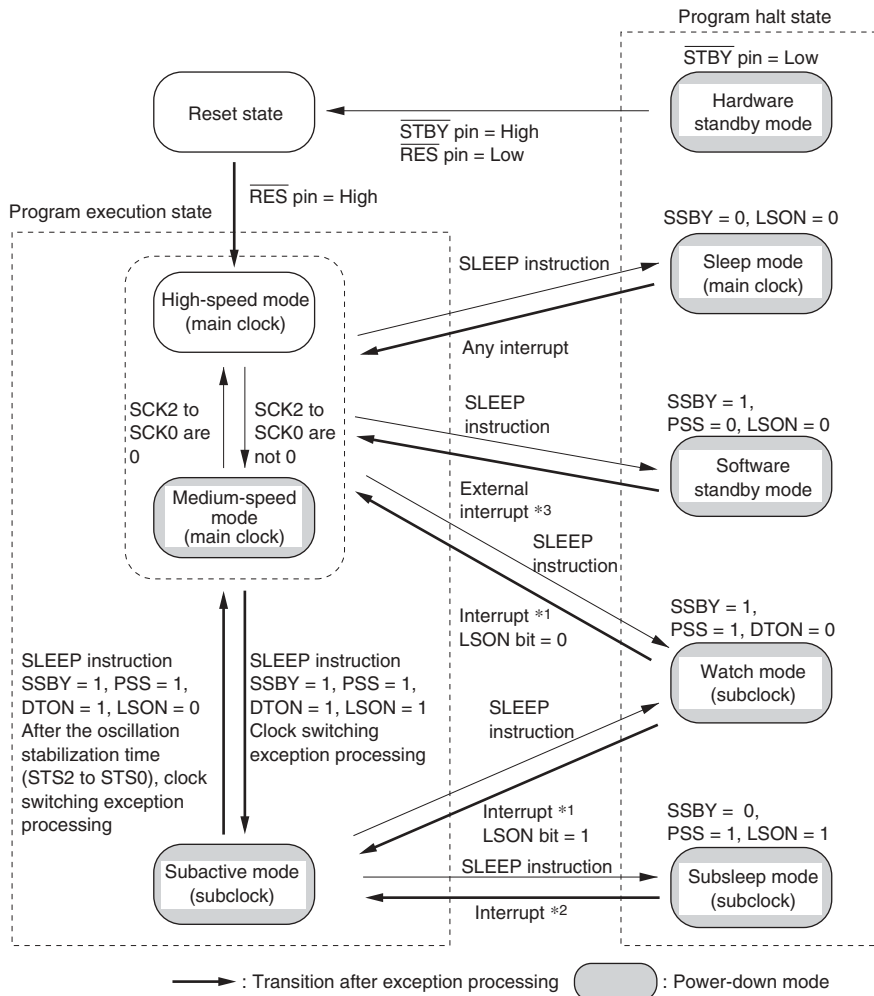 Program halt state
STBY pin = Low
Hardware
standby mode
Reset state
STBY pin = High
RES pin = Low
RES pin = High
Program execution state
SSBY = 0, LSON = 0
Sleep mode
(main clock)
SLEEP instruction
Any interrupt
High-speed mode
(main clock)
SCK2 to
SCK0 are
0
SCK2 to
SCK0 are
not 0
Medium-speed
mode
(main clock)
SLEEP
instruction
External
interrupt *3
SSBY = 1,
PSS = 0, LSON = 0
Software
standby mode
SLEEP
instruction
Interrupt *1
LSON bit = 0
SSBY = 1,
PSS = 1, DTON = 0
Watch mode
(subclock)
SLEEP instruction
SSBY = 1, PSS = 1,
DTON = 1, LSON = 0
After the oscillation
stabilization time
(STS2 to STS0), clock
switching exception
processing
SLEEP instruction
SSBY = 1, PSS = 1,
DTON = 1, LSON = 1
Clock switching
exception processing
SLEEP
instruction
Interrupt *1
LSON bit = 1
SSBY = 0,
PSS = 1, LSON = 1
Subactive mode
(subclock)
SLEEP instruction
Interrupt *2
Subsleep mode
(subclock)
: Transition after exception processing
: Power-down mode